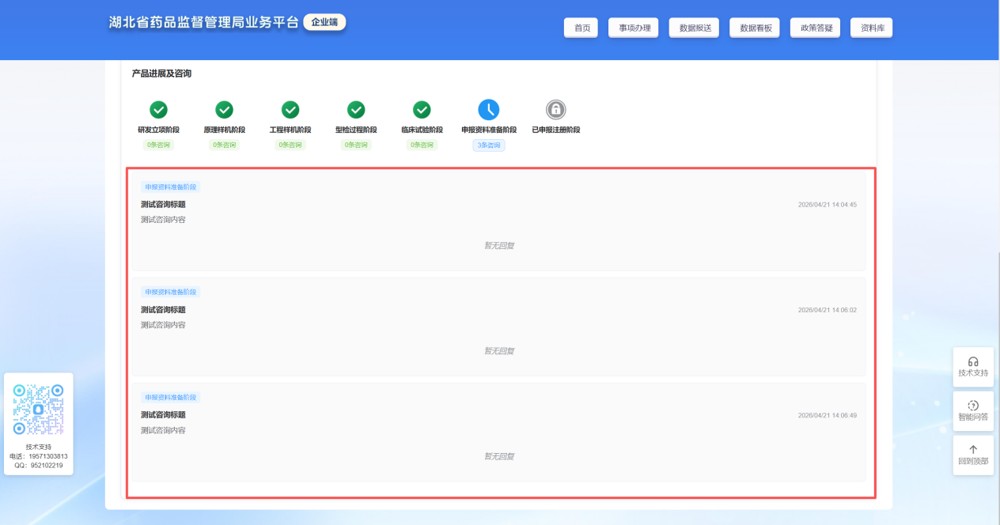 湖北省药品监督管理局业务平台 企业端
首页 事项办理 数据报送 数据看板 政策答疑 资料库
产品进展及咨询
研发立项阶段 原理样机阶段 工程样机阶段 型检过程阶段 临床试验阶段 申报资料准备阶段 已申报注册阶段
0条咨询 0条咨询 0条咨询 0条咨询 0条咨询 3条咨询
申报资料准备阶段
测试咨询标题 2026/04/21 14:04:45
测试咨询内容
暂无回复
申报资料准备阶段
测试咨询标题 2026/04/21 14:06:02
测试咨询内容
暂无回复
申报资料准备阶段
测试咨询标题 2026/04/21 14:06:49
测试咨询内容
暂无回复
技术支持
电话：19571303813
QQ：952102219
技术支持
智能问答
回到顶部